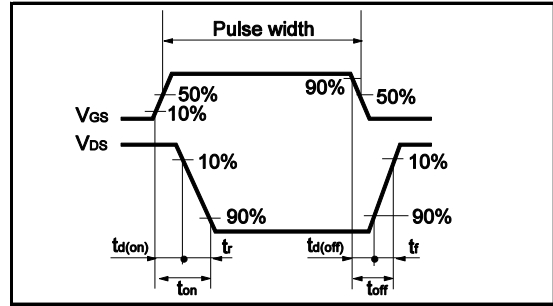 Pulse width
90%
50%
50%
10%
VGS
VDS
10%
10%
90%
90%
td(on)
tr
td(off)
tf
ton
toff